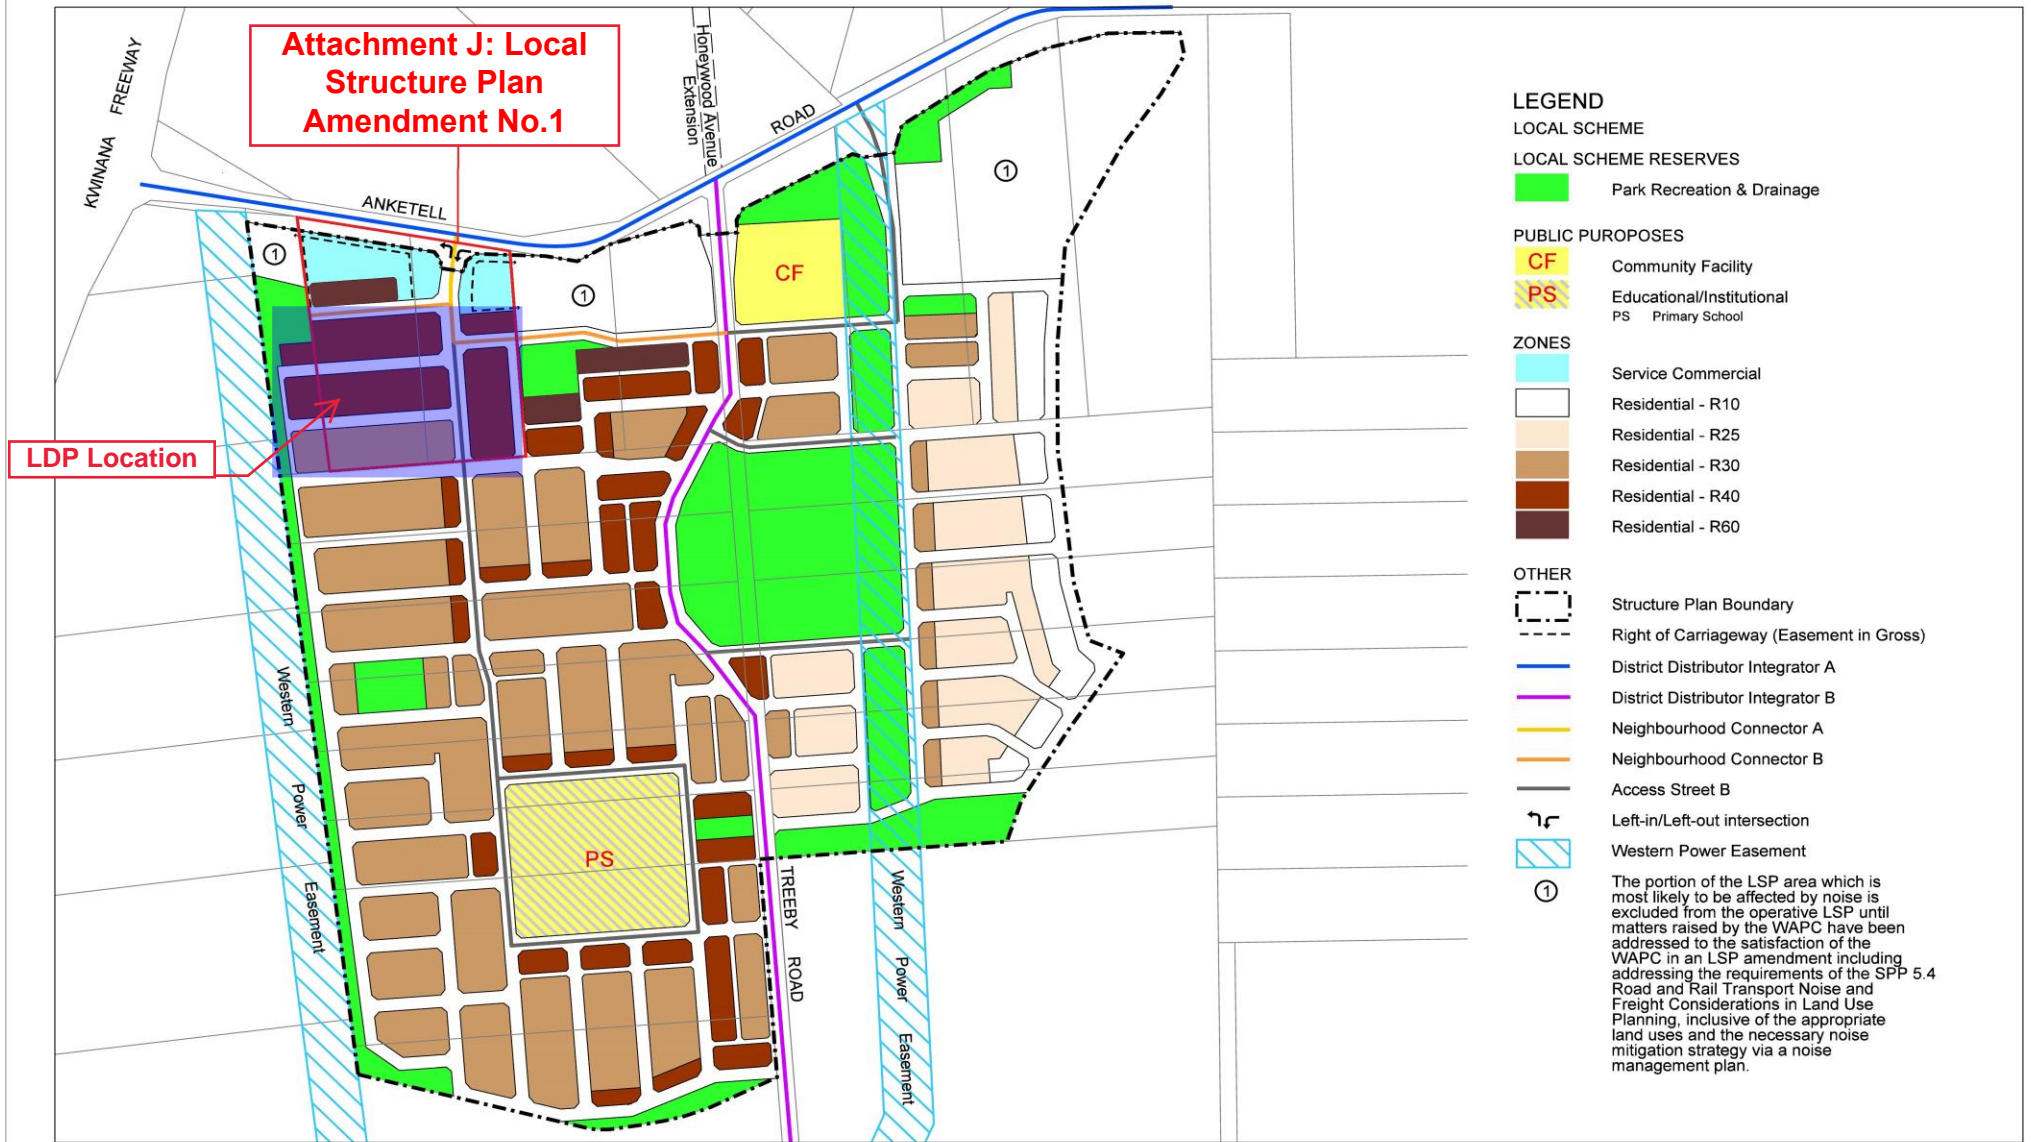 Attachment J: Local
Structure Plan
Amendment No.1
KWINANA FREEWAY
Honeywood Avenue
Extension
ANKETELL
ROAD
1
1
1
CF
LDP Location
Western Power Easement
PS
TREEBY ROAD
Western Power Easement
LEGEND
LOCAL SCHEME
LOCAL SCHEME RESERVES
Park Recreation & Drainage
PUBLIC PUROPOSES
CF Community Facility
PS Educational/Institutional
PS Primary School
ZONES
Service Commercial
Residential - R10
Residential - R25
Residential - R30
Residential - R40
Residential - R60
OTHER
Structure Plan Boundary
Right of Carriageway (Easement in Gross)
District Distributor Integrator A
District Distributor Integrator B
Neighbourhood Connector A
Neighbourhood Connector B
Access Street B
Left-in/Left-out intersection
Western Power Easement
1 The portion of the LSP area which is
most likely to be affected by noise is
excluded from the operative LSP until
matters raised by the WAPC have been
addressed to the satisfaction of the
WAPC in an LSP amendment including
addressing the requirements of the SPP 5.4
Road and Rail Transport Noise and
Freight Considerations in Land Use
Planning, inclusive of the appropriate
land uses and the necessary noise
mitigation strategy via a noise
management plan.